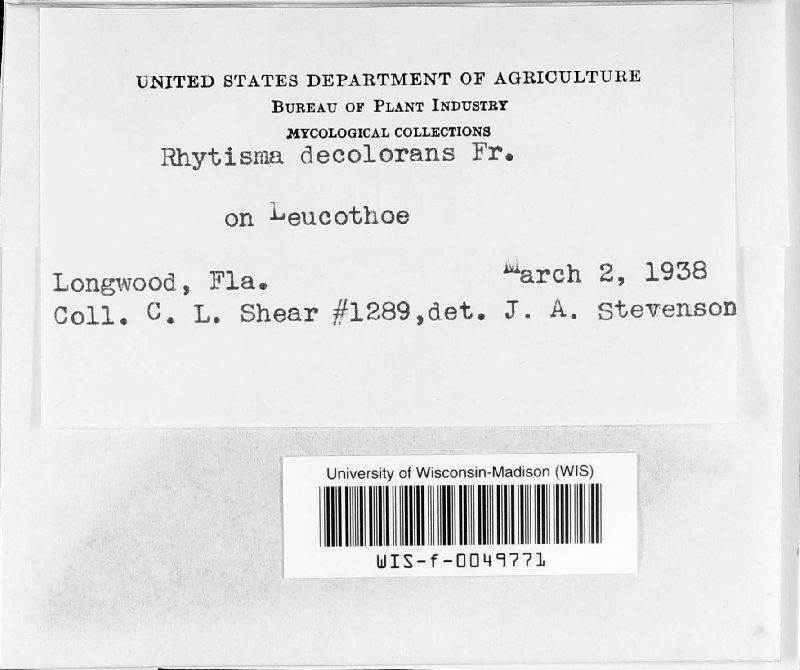 UNITED STATES DEPARTMENT OF AGRICULTURE
BUREAU OF PLANT INDUSTRY
MYCOLOGICAL COLLECTIONS
Rhytisma decolorans Fr.
on Leucothoe
Longwood, Fla. March 2, 1938
Coll. C. L. Shear #1289,det. J. A. Stevenson
University of Wisconsin-Madison (WIS)
WIS-f-0049771